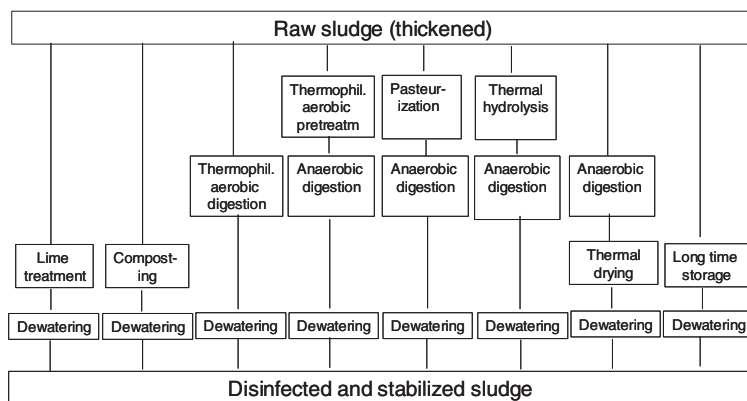 Raw sludge (thickened)
Thermophil.
aerobic
pretreatm
Pasteur-
ization
Thermal
hydrolysis
Thermophil.
aerobic
digestion
Anaerobic
digestion
Anaerobic
digestion
Anaerobic
digestion
Anaerobic
digestion
Lime
treatment
Compost-
ing
Thermal
drying
Long time
storage
Dewatering
Dewatering
Dewatering
Dewatering
Dewatering
Dewatering
Dewatering
Dewatering
Disinfected and stabilized sludge